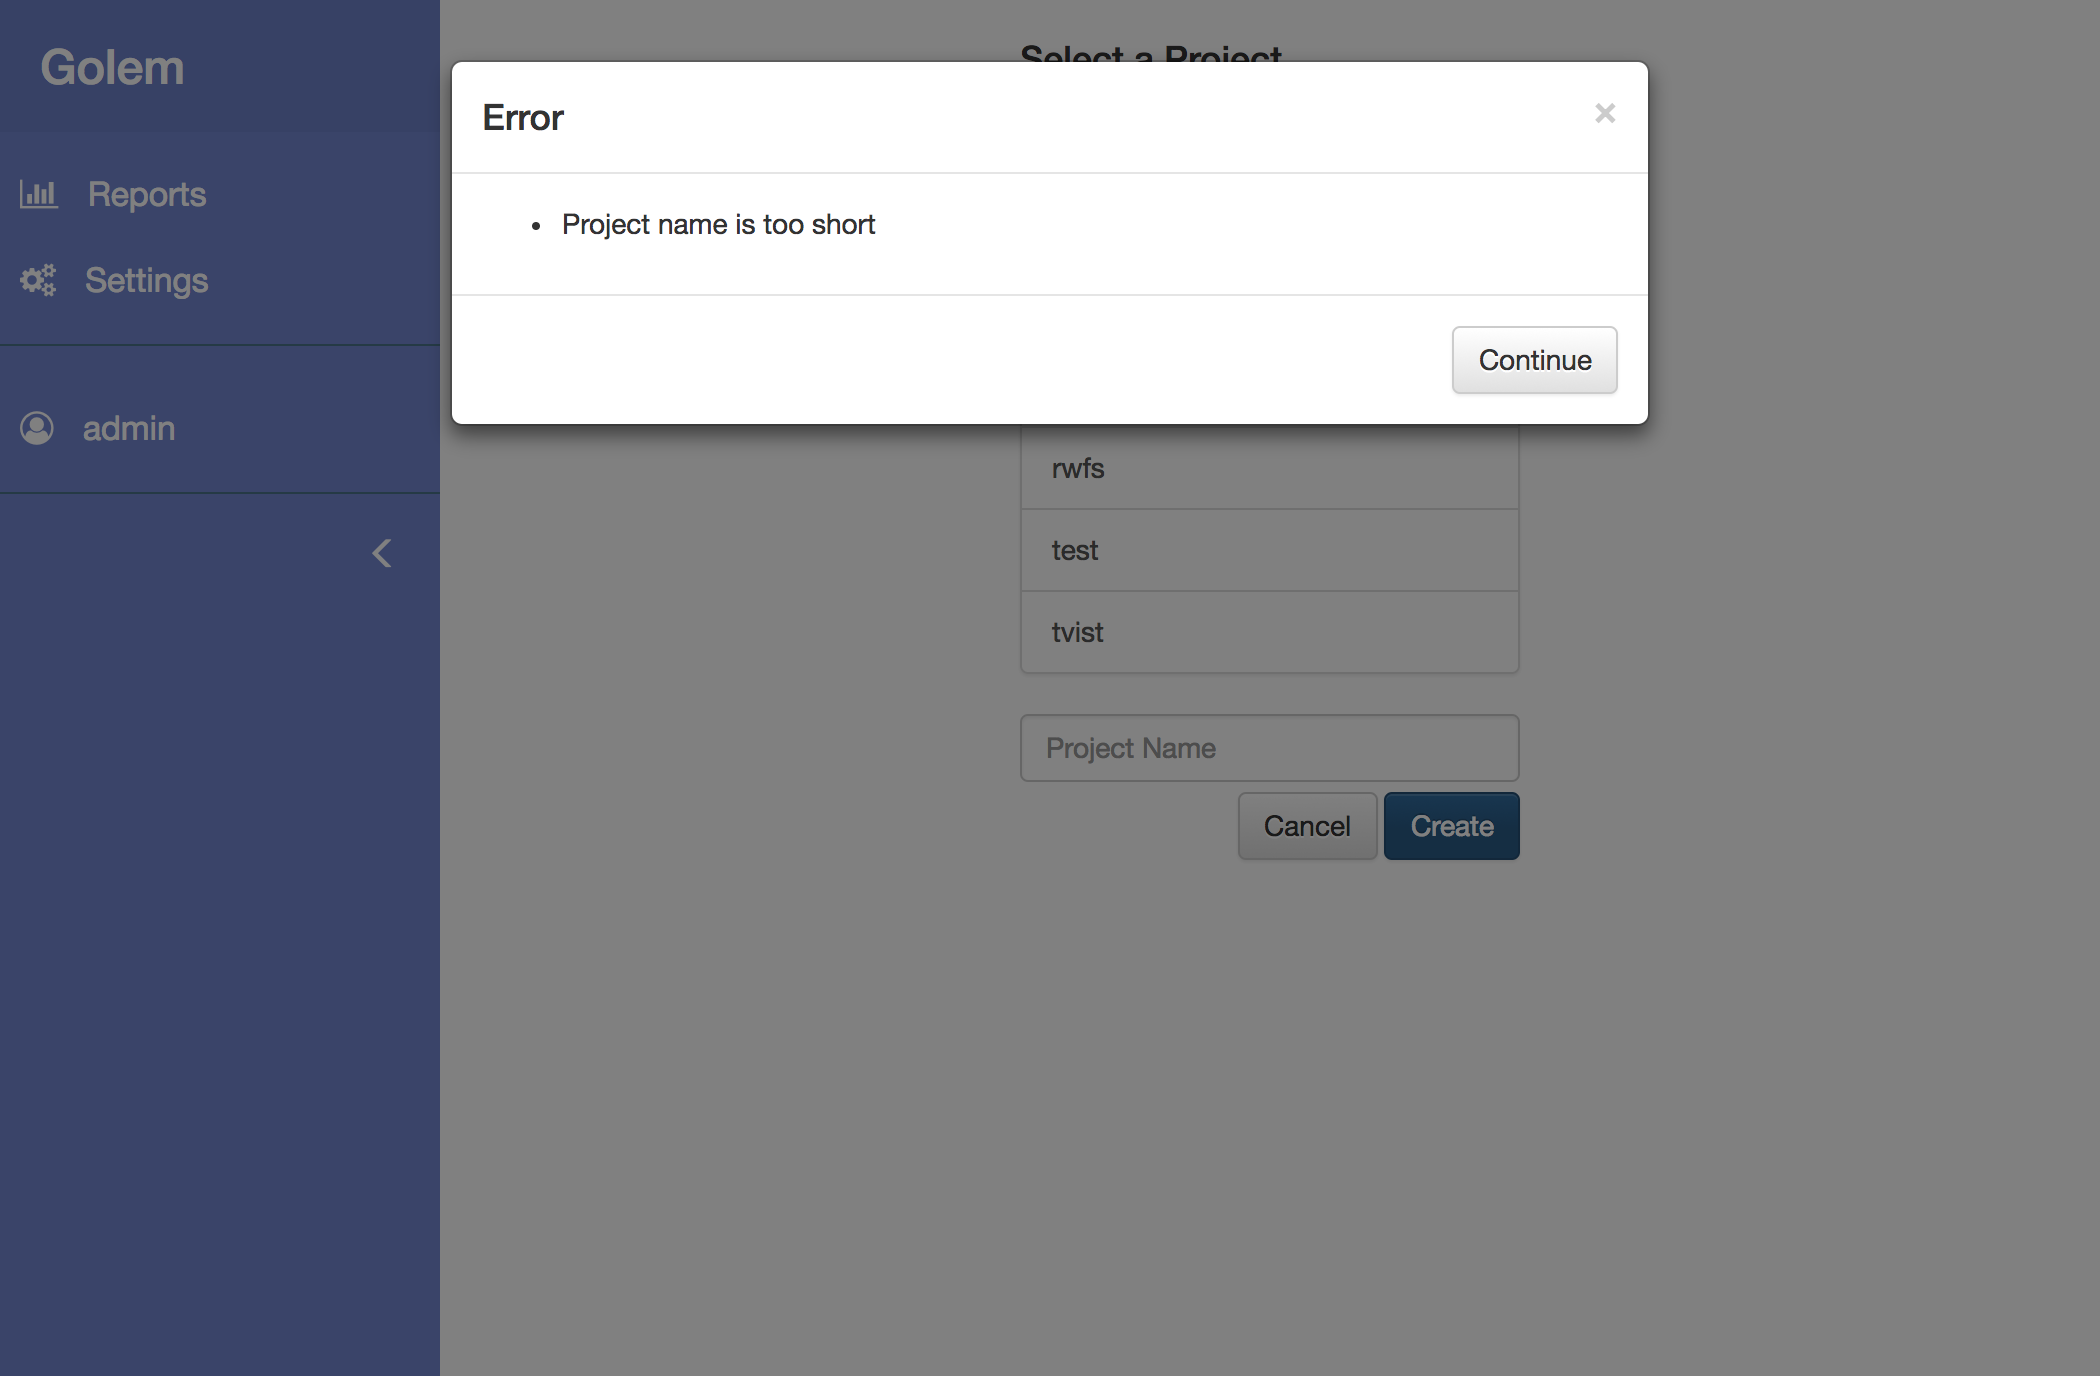 Golem
Reports
Settings
admin
Select a Project
Error
×
• Project name is too short
Continue
rwfs
test
tvist
Project Name
Cancel
Create